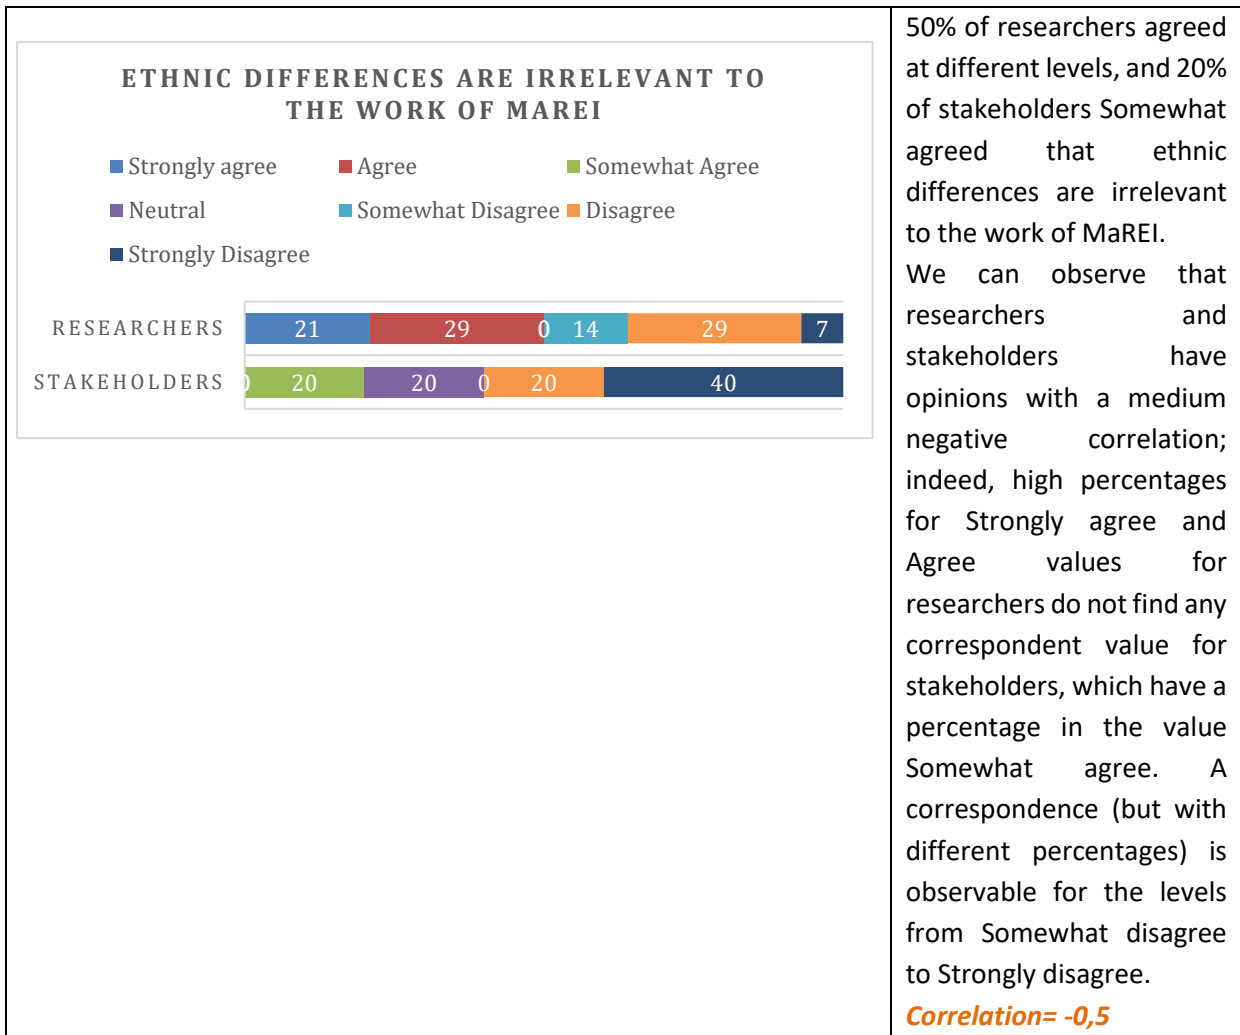 ETHNIC DIFFERENCES ARE IRRELEVANT TO
THE WORK OF MAREI
Strongly agree Agree Somewhat Agree
Neutral Somewhat Disagree Disagree
Strongly Disagree
RESEARCHERS 21 29 0 14 29 7
STAKEHOLDERS 0 20 20 0 20 40
50% of researchers agreed
at different levels, and 20%
of stakeholders Somewhat
agreed that ethnic
differences are irrelevant
to the work of MaREI.
We can observe that
researchers and
stakeholders have
opinions with a medium
negative correlation;
indeed, high percentages
for Strongly agree and
Agree values for
researchers do not find any
correspondent value for
stakeholders, which have a
percentage in the value
Somewhat agree. A
correspondence (but with
different percentages) is
observable for the levels
from Somewhat disagree
to Strongly disagree.
Correlation= -0,5